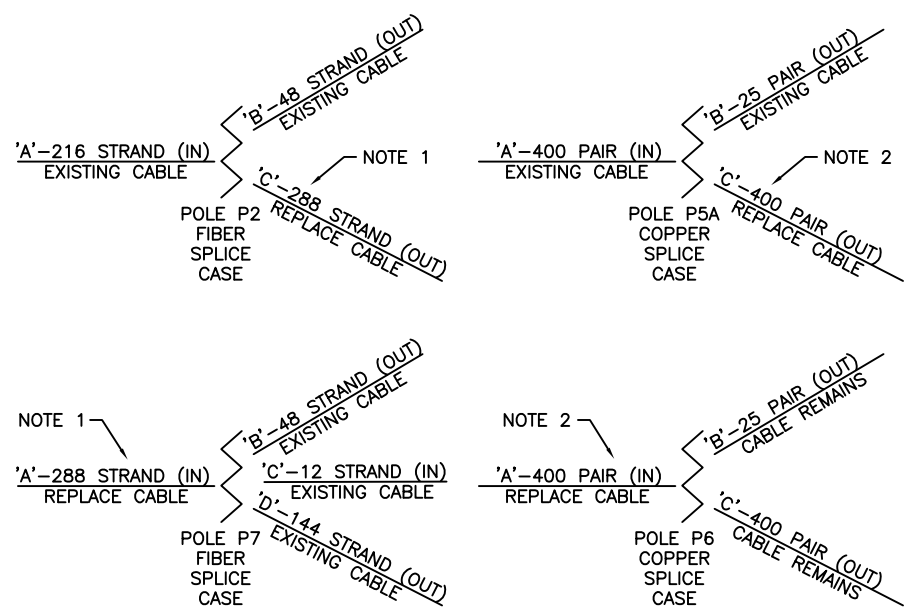 'B'-48 STRAND (OUT)
EXISTING CABLE
'A'-216 STRAND (IN)
EXISTING CABLE
NOTE 1
'C'-288 STRAND (OUT)
REPLACE CABLE
POLE P2
FIBER
SPLICE
CASE
'B'-25 PAIR (OUT)
EXISTING CABLE
'A'-400 PAIR (IN)
EXISTING CABLE
NOTE 2
'C'-400 PAIR (OUT)
REPLACE CABLE
POLE P5A
COPPER
SPLICE
CASE
'B'-48 STRAND (OUT)
EXISTING CABLE
NOTE 1
'A'-288 STRAND (IN)
REPLACE CABLE
'C'-12 STRAND (IN)
EXISTING CABLE
'D'-144 STRAND (OUT)
EXISTING CABLE
POLE P7
FIBER
SPLICE
CASE
'B'-25 PAIR (OUT)
CABLE REMAINS
NOTE 2
'A'-400 PAIR (IN)
REPLACE CABLE
'C'-400 PAIR (OUT)
CABLE REMAINS
POLE P6
COPPER
SPLICE
CASE